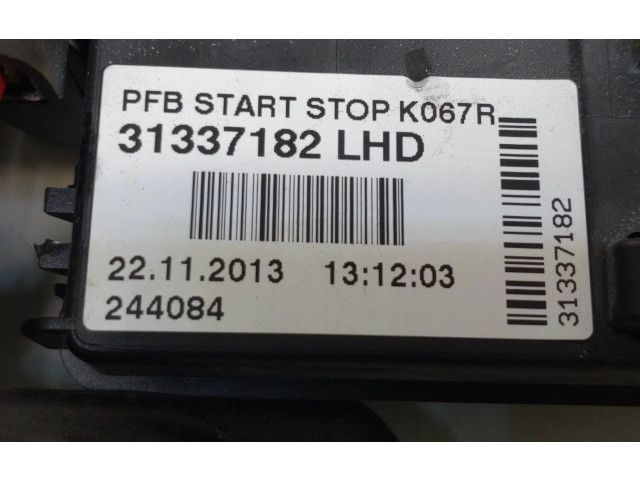 PFB START STOP K067R
31337182 LHD
22.11.2013 13:12:03
244084
31337182